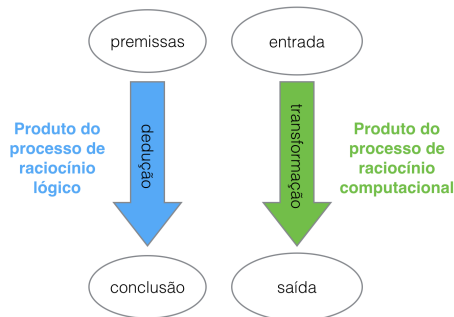 premissas
entrada
Produto do
processo de
raciocínio
lógico
dedução
transformação
Produto do
processo de
raciocínio
computacional
conclusão
saída